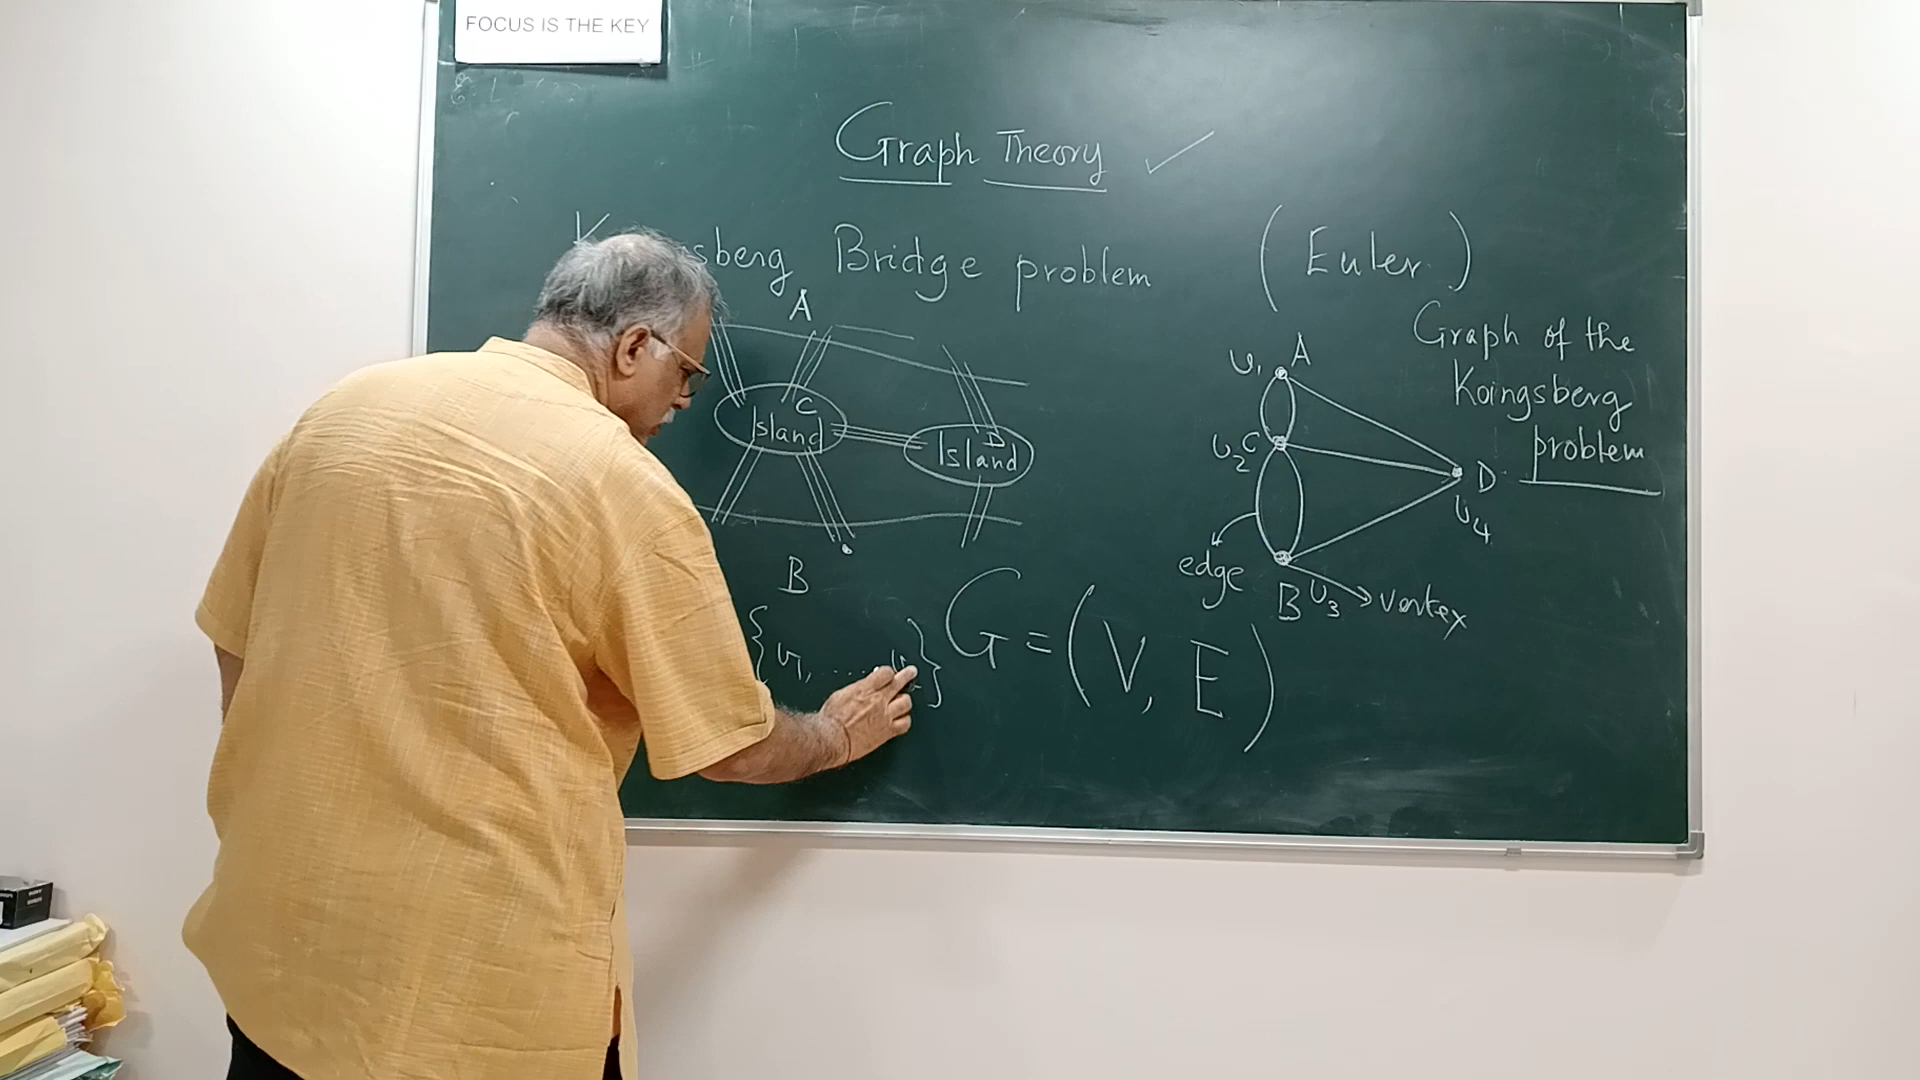 FOCUS IS THE KEY
Graph Theory ✓
sberg Bridge problem (Euler)
A
C
Island
D
Island
B
v1 A
v2 C
D
v4
B v3
edge
vertex
Graph of the
Koingsberg
problem
{v1, .....
G = (V, E)